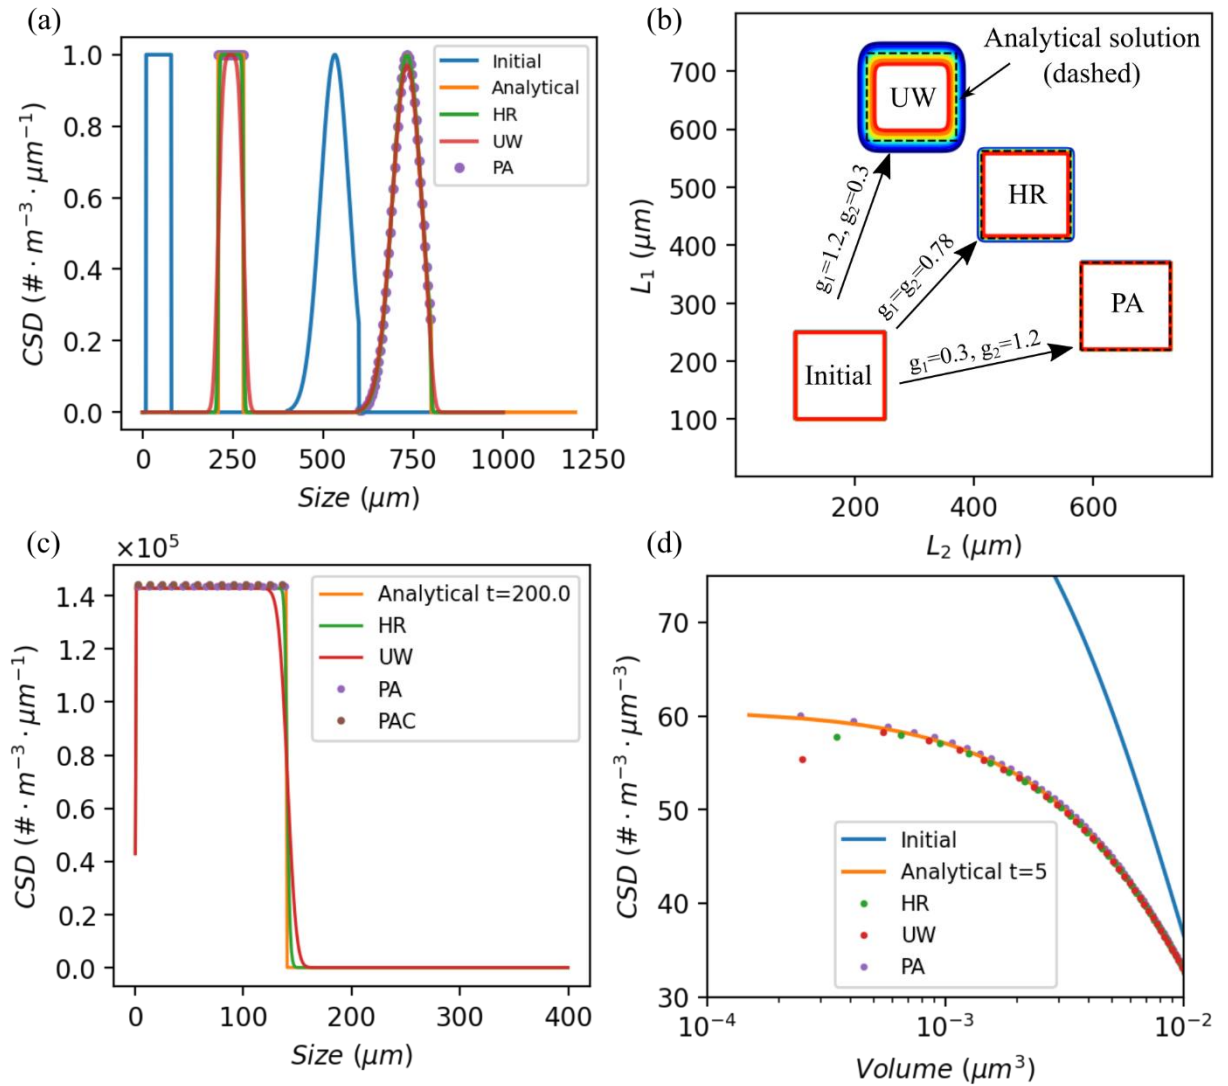 (a)
1.0
0.8
0.6
0.4
0.2
0.0
CSD (# · m⁻³ · μm⁻¹)
0 250 500 750 1000 1250
Size (μm)
Initial
Analytical
HR
UW
PA
(b)
700
600
500
400
300
200
100
L₁ (μm)
200 400 600
L₂ (μm)
Analytical solution
(dashed)
UW
HR
PA
Initial
g₁=1.2, g₂=0.3
g₁=g₂=0.78
g₁=0.3, g₂=1.2
(c)
×10⁵
1.4
1.2
1.0
0.8
0.6
0.4
0.2
0.0
CSD (# · m⁻³ · μm⁻¹)
0 100 200 300 400
Size (μm)
Analytical t=200.0
HR
UW
PA
PAC
(d)
70
60
50
40
30
CSD (# · m⁻³ · μm⁻³)
10⁻⁴ 10⁻³ 10⁻²
Volume (μm³)
Initial
Analytical t=5
HR
UW
PA